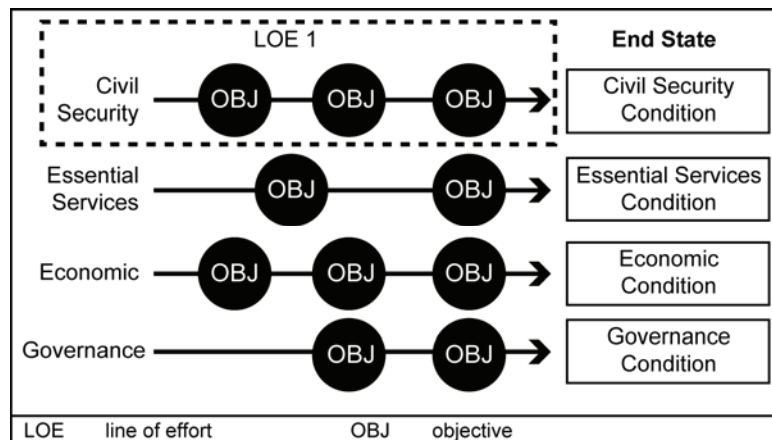 LOE 1
End State
Civil
Security
OBJ OBJ OBJ
Civil Security
Condition
Essential
Services
OBJ OBJ
Essential Services
Condition
Economic
OBJ OBJ OBJ
Economic
Condition
Governance
OBJ OBJ
Governance
Condition
LOE line of effort OBJ objective